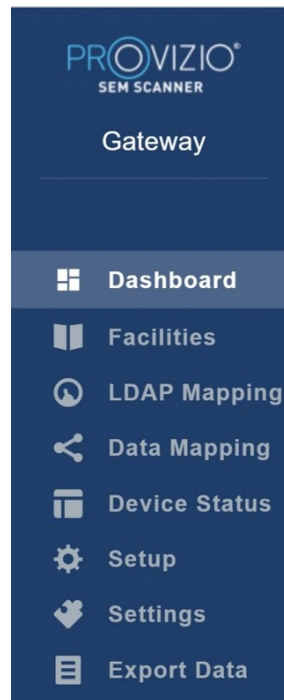 PROVIZIO®
SEM SCANNER
Gateway
Dashboard
Facilities
LDAP Mapping
Data Mapping
Device Status
Setup
Settings
Export Data